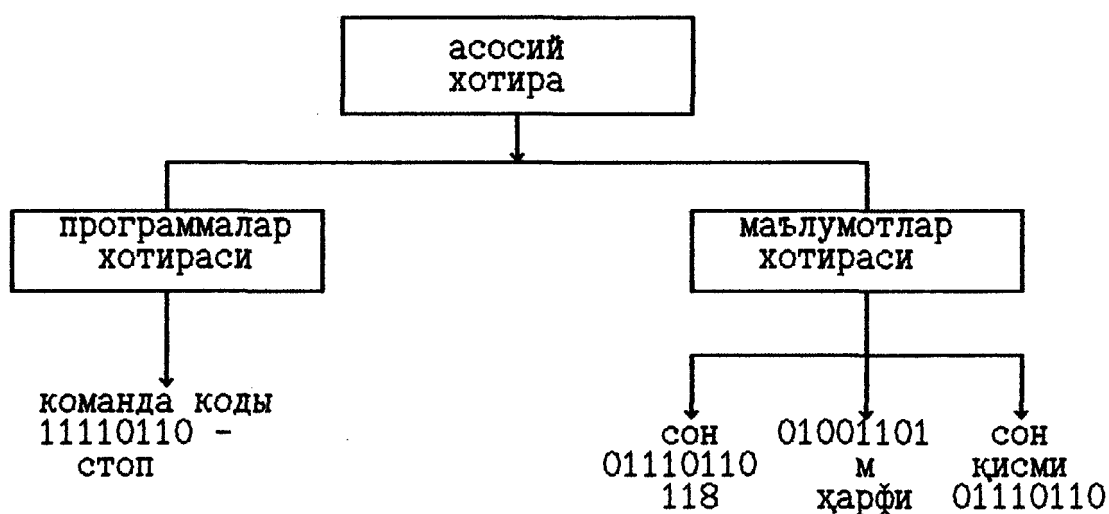 асосий
хотира
программалар
хотираси
маълумотлар
хотираси
команда коды
11110110 -
стоп
сон
01110110
118
01001101
м
ҳарфи
сон
қисми
01110110